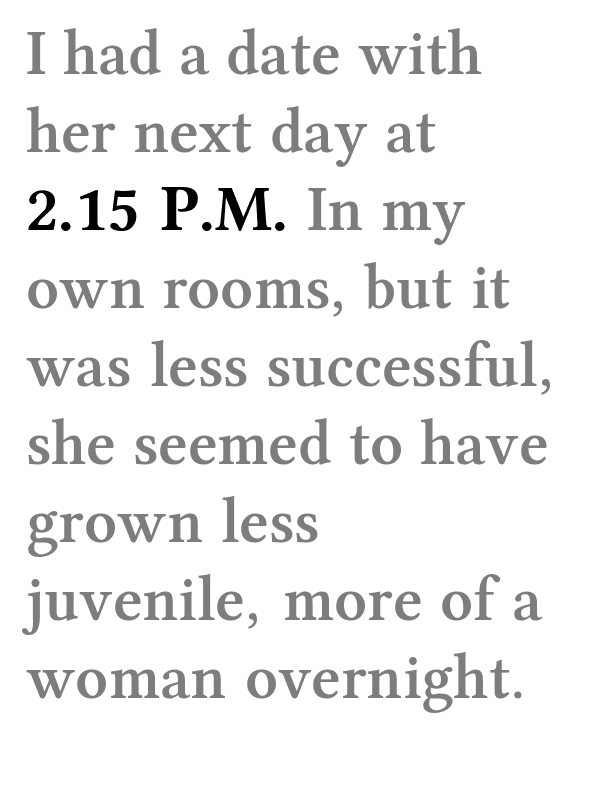 I had a date with
her next day at
2.15 P.M. In my
own rooms, but it
was less successful,
she seemed to have
grown less
juvenile, more of a
woman overnight.